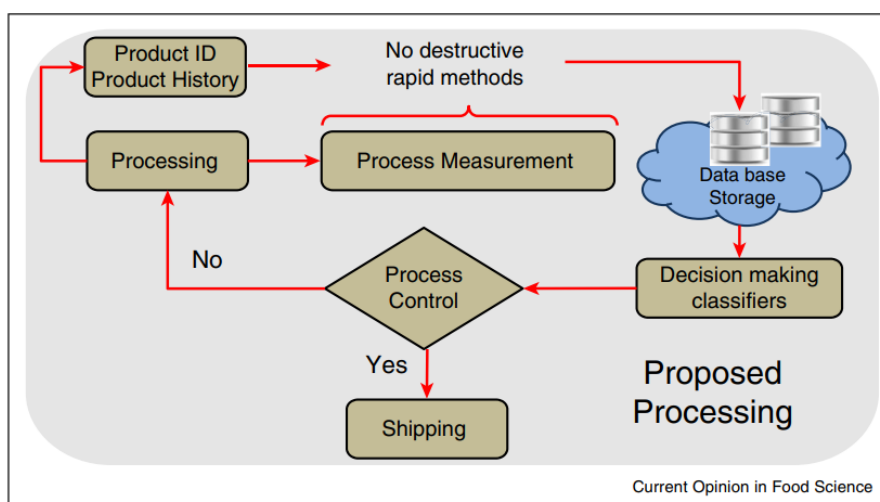 Product ID
Product History
No destructive
rapid methods
Processing
Process Measurement
Data base
Storage
No
Process
Control
Decision making
classifiers
Yes
Shipping
Proposed
Processing
Current Opinion in Food Science